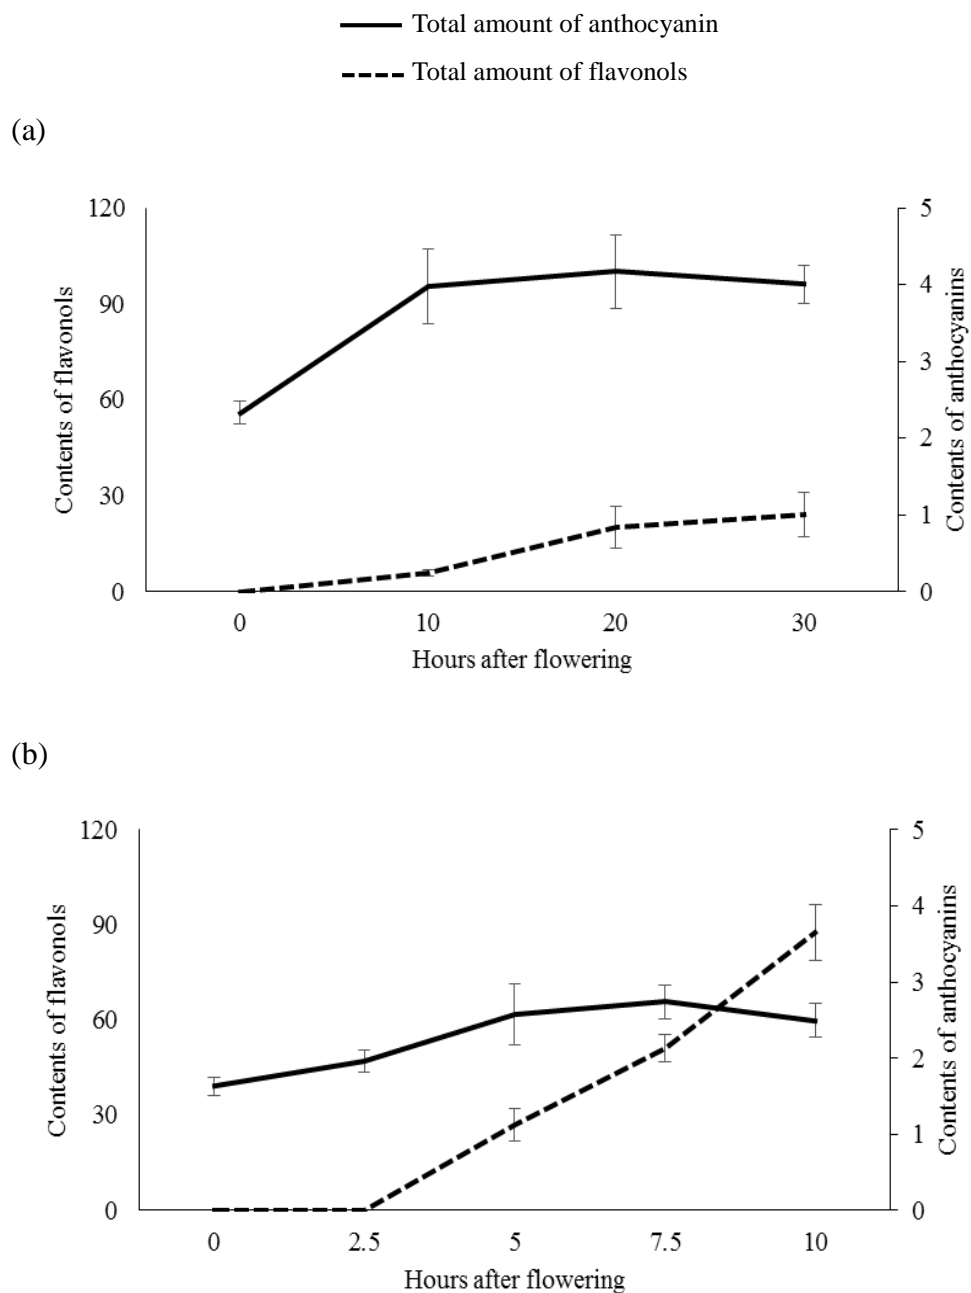 Total amount of anthocyanin
Total amount of flavonols
(a)
120
90
60
30
0
Contents of flavonols
5
4
3
2
1
0
Contents of anthocyanins
0 10 20 30
Hours after flowering
(b)
120
90
60
30
0
Contents of flavonols
5
4
3
2
1
0
Contents of anthocyanins
0 2.5 5 7.5 10
Hours after flowering